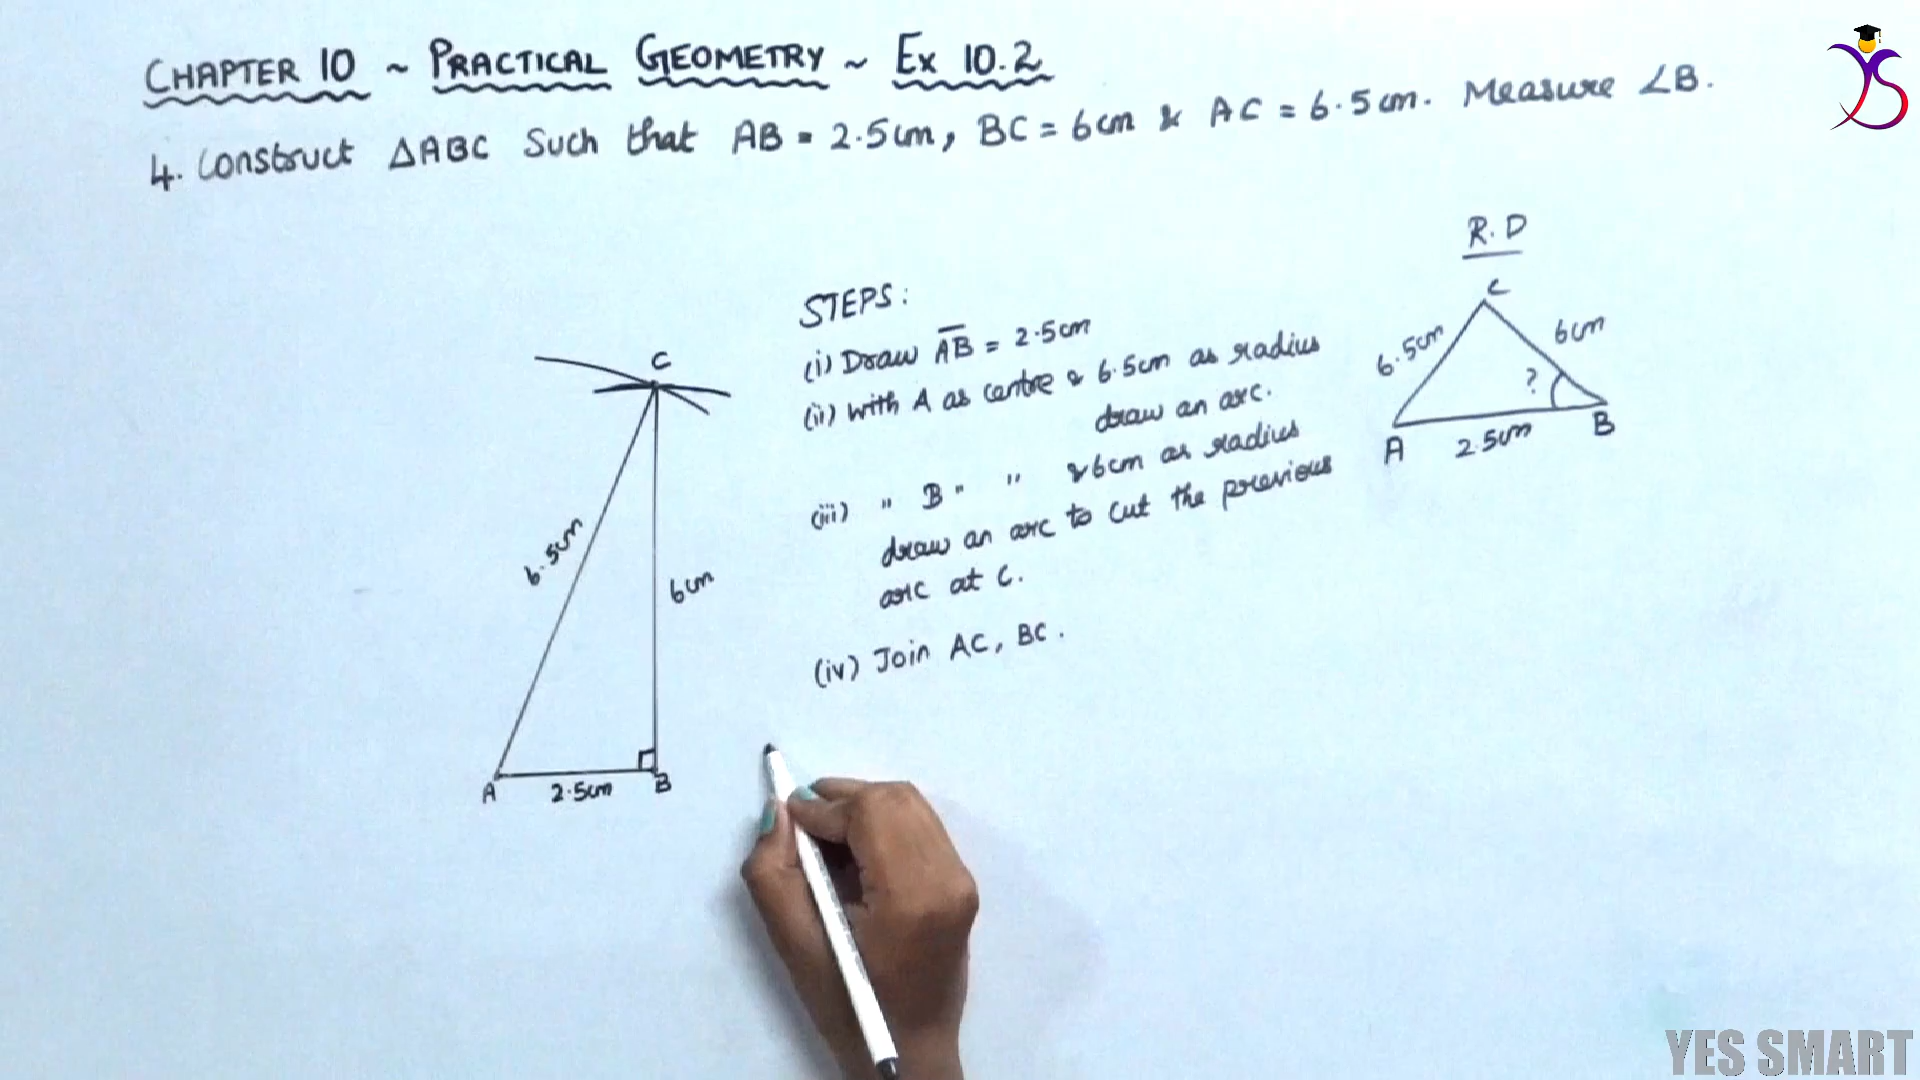 CHAPTER 10 ~ PRACTICAL GEOMETRY ~ Ex 10.2
4. Construct △ABC Such that AB = 2.5cm, BC = 6cm & AC = 6.5cm. Measure ∠B.
R.D
C
6.5cm
6cm
?
A
2.5cm
B
STEPS:
(i) Draw A̅B̅ = 2.5cm
(ii) With A as centre & 6.5cm as radius
draw an arc.
(iii) " B " " & 6cm as radius
draw an arc to cut the previous
arc at C.
(iv) Join AC, BC.
C
6.5cm
6cm
A
2.5cm
B
YS
YES SMART